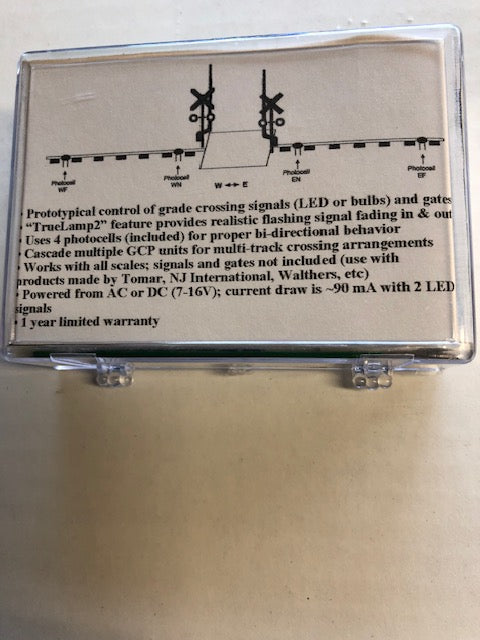 Photocell
WF
Photocell
WN
W ◄-► E
Photocell
EN
Photocell
EF
· Prototypical control of grade crossing signals (LED or bulbs) and gates
· "TrueLamp2" feature provides realistic flashing signal fading in & out
· Uses 4 photocells (included) for proper bi-directional behavior
· Cascade multiple GCP units for multi-track crossing arrangements
· Works with all scales; signals and gates not included (use with
products made by Tomar, NJ International, Walthers, etc)
· Powered from AC or DC (7-16V); current draw is ~90 mA with 2 LED
signals
· 1 year limited warranty